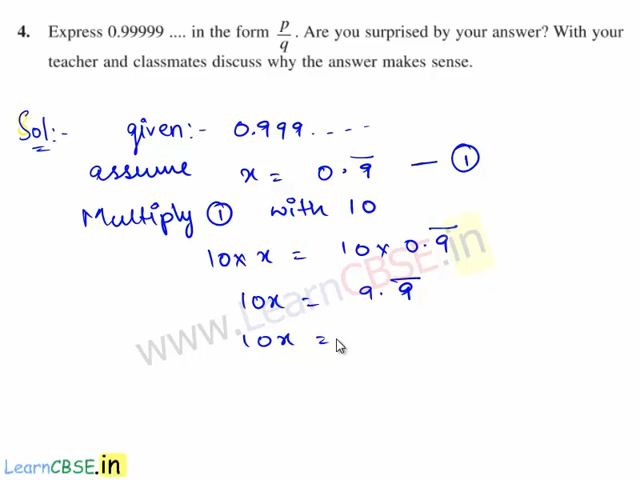 4. Express 0.99999 .... in the form p/q. Are you surprised by your answer? With your
teacher and classmates discuss why the answer makes sense.
Sol:- given:- 0.999....
assume x = 0.9̅ — ①
Multiply ① with 10
10 × x = 10 × 0.9̅
10x = 9.9̅
10x =
www.LearnCBSE.in
LearnCBSE.in